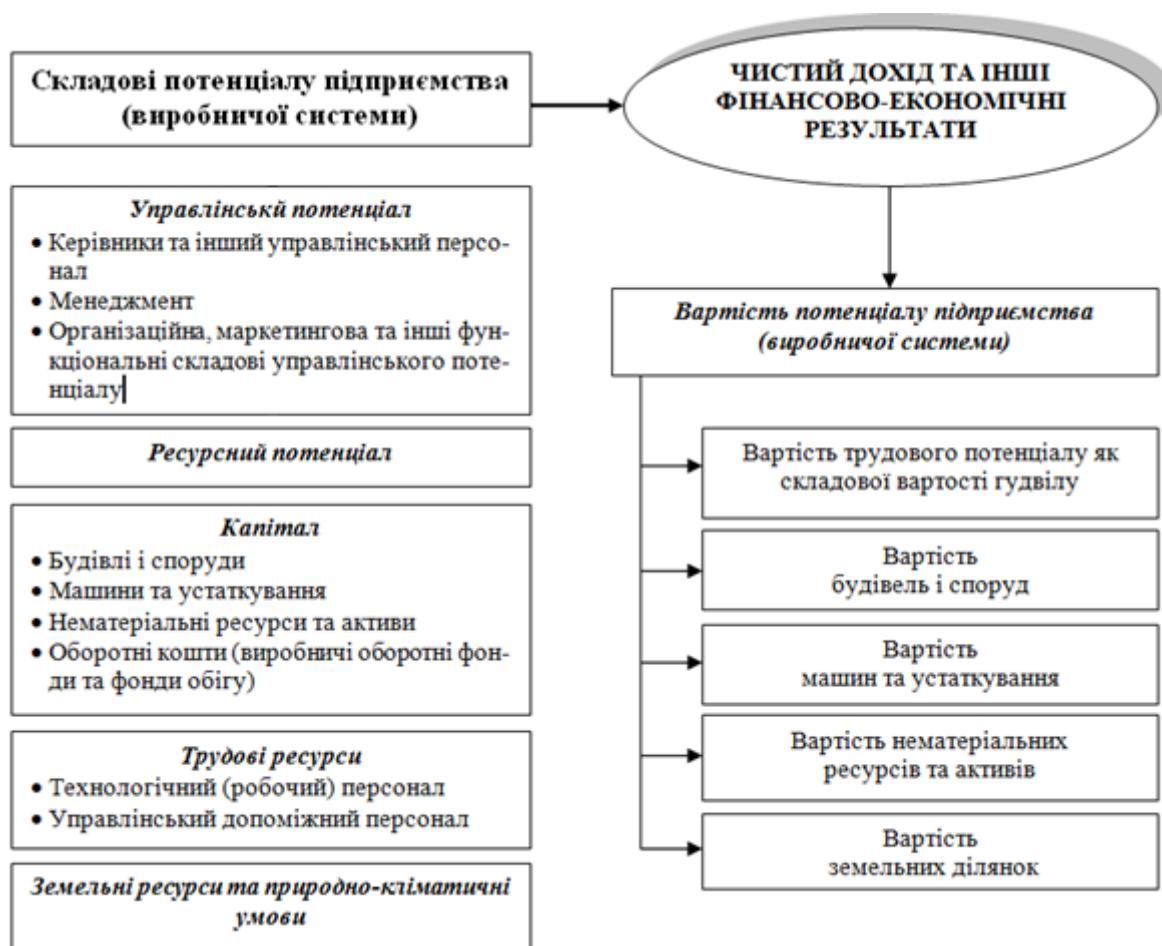 Складові потенціалу підприємства
(виробничої системи)
Управлінськй потенціал
• Керівники та інший управлінський персо-
нал
• Менеджмент
• Організаційна, маркетингова та інші фун-
кціональні складові управлінського поте-
нціалу
Ресурсний потенціал
Капітал
• Будівлі і споруди
• Машини та устаткування
• Нематеріальні ресурси та активи
• Оборотні кошти (виробничі оборотні фон-
ди та фонди обігу)
Трудові ресурси
• Технологічний (робочий) персонал
• Управлінський допоміжний персонал
Земельні ресурси та природно-кліматичні
умови
ЧИСТИЙ ДОХІД ТА ІНШІ
ФІНАНСОВО-ЕКОНОМІЧНІ
РЕЗУЛЬТАТИ
Вартість потенціалу підприємства
(виробничої системи)
Вартість трудового потенціалу як
складової вартості гудвілу
Вартість
будівель і споруд
Вартість
машин та устаткування
Вартість нематеріальних
ресурсів та активів
Вартість
земельних ділянок